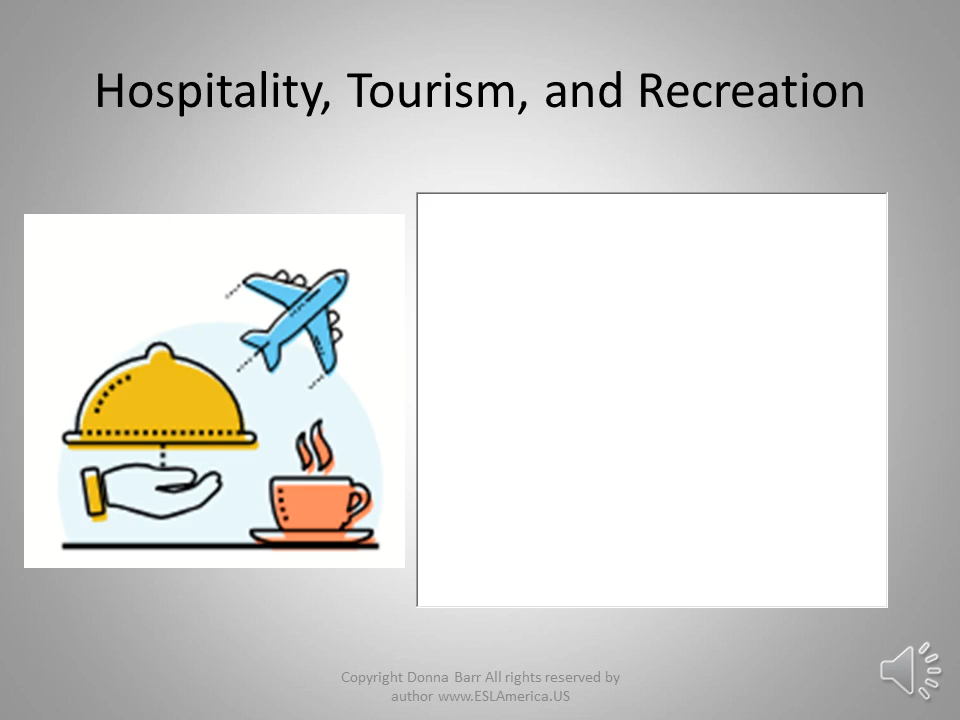 Hospitality, Tourism, and Recreation
Copyright Donna Barr All rights reserved by
author www.ESLAmerica.US